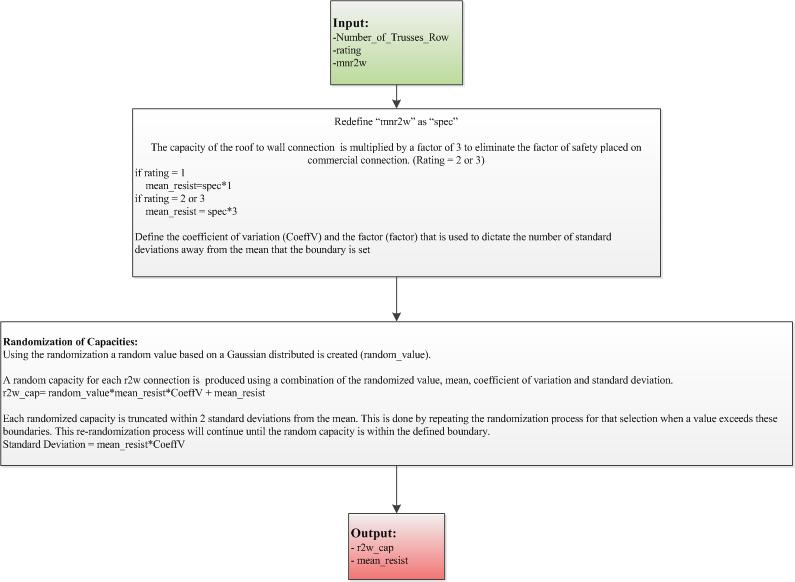 Input:
-Number_of_Trusses_Row
-rating
-mnr2w
Redefine “mnr2w” as “spec”
The capacity of the roof to wall connection is multiplied by a factor of 3 to eliminate the factor of safety placed on
commercial connection. (Rating = 2 or 3)
if rating = 1
mean_resist=spec*1
if rating = 2 or 3
mean_resist = spec*3
Define the coefficient of variation (CoeffV) and the factor (factor) that is used to dictate the number of standard
deviations away from the mean that the boundary is set
Randomization of Capacities:
Using the randomization a random value based on a Gaussian distributed is created (random_value).
A random capacity for each r2w connection is produced using a combination of the randomized value, mean, coefficient of variation and standard deviation.
r2w_cap= random_value*mean_resist*CoeffV + mean_resist
Each randomized capacity is truncated within 2 standard deviations from the mean. This is done by repeating the randomization process for that selection when a value exceeds these
boundaries. This re-randomization process will continue until the random capacity is within the defined boundary.
Standard Deviation = mean_resist*CoeffV
Output:
- r2w_cap
- mean_resist